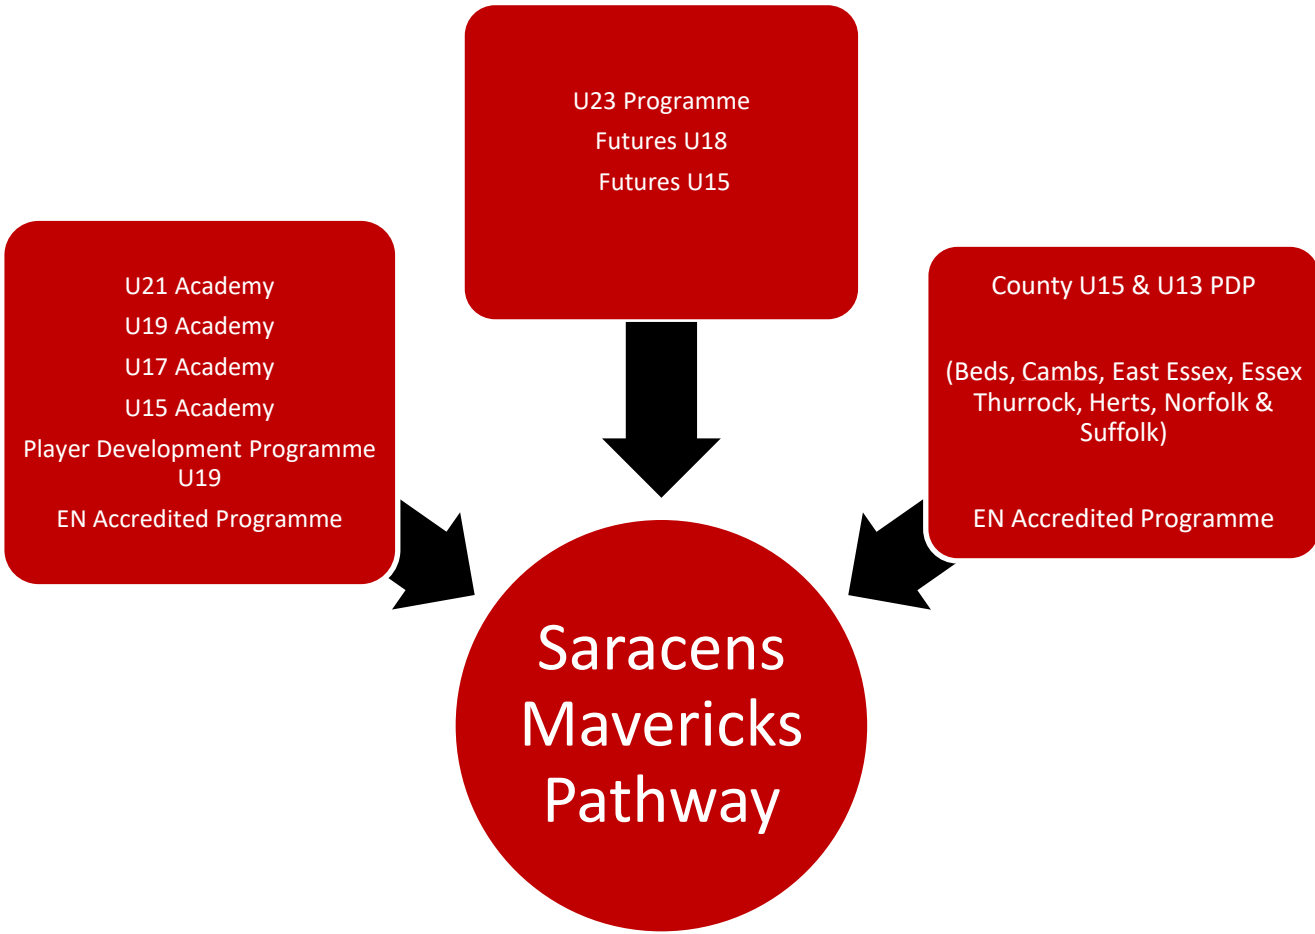 U23 Programme
Futures U18
Futures U15
U21 Academy
U19 Academy
U17 Academy
U15 Academy
Player Development Programme
U19
EN Accredited Programme
County U15 & U13 PDP
(Beds, Cambs, East Essex, Essex
Thurrock, Herts, Norfolk &
Suffolk)
EN Accredited Programme
Saracens
Mavericks
Pathway